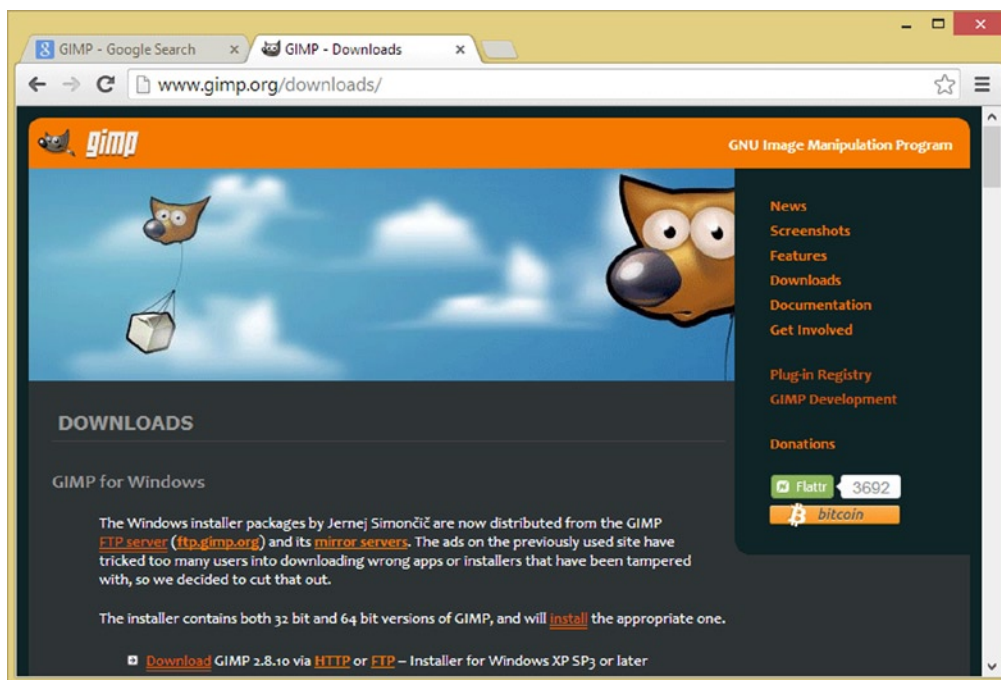 GIMP - Google Search
GIMP - Downloads
www.gimp.org/downloads/
gimp
GNU Image Manipulation Program
News
Screenshots
Features
Downloads
Documentation
Get Involved
Plug-in Registry
GIMP Development
Donations
Flattr 3692
bitcoin
DOWNLOADS
GIMP for Windows
The Windows installer packages by Jernej Simončič are now distributed from the GIMP
FTP server (ftp.gimp.org) and its mirror servers. The ads on the previously used site have
tricked too many users into downloading wrong apps or installers that have been tampered
with, so we decided to cut that out.
The installer contains both 32 bit and 64 bit versions of GIMP, and will install the appropriate one.
Download GIMP 2.8.10 via HTTP or FTP – Installer for Windows XP SP3 or later